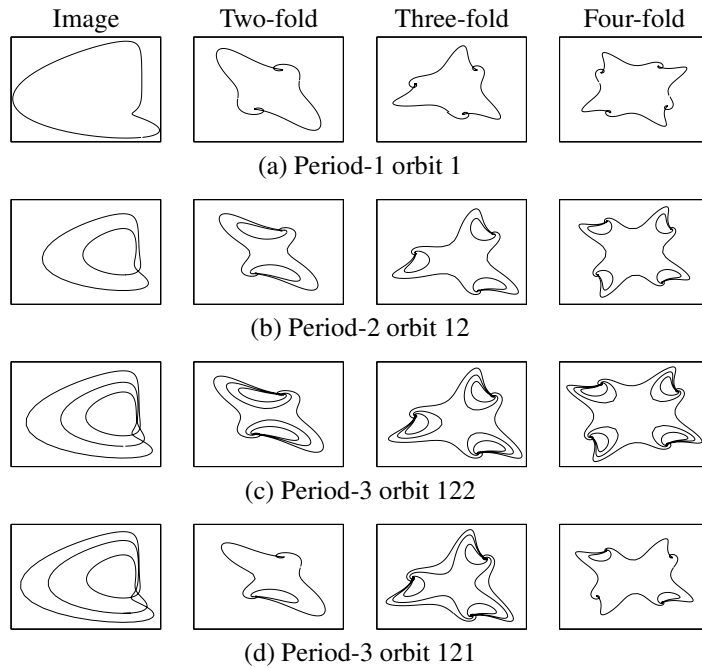 Image Two-fold Three-fold Four-fold
(a) Period-1 orbit 1
(b) Period-2 orbit 12
(c) Period-3 orbit 122
(d) Period-3 orbit 121